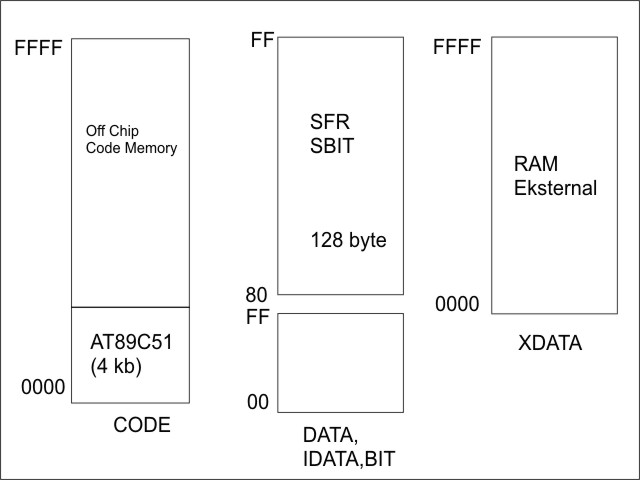 FFFF
Off Chip
Code Memory
AT89C51
(4 kb)
0000
CODE
FF
SFR
SBIT
128 byte
80
FF
00
DATA,
IDATA,BIT
FFFF
RAM
Eksternal
0000
XDATA